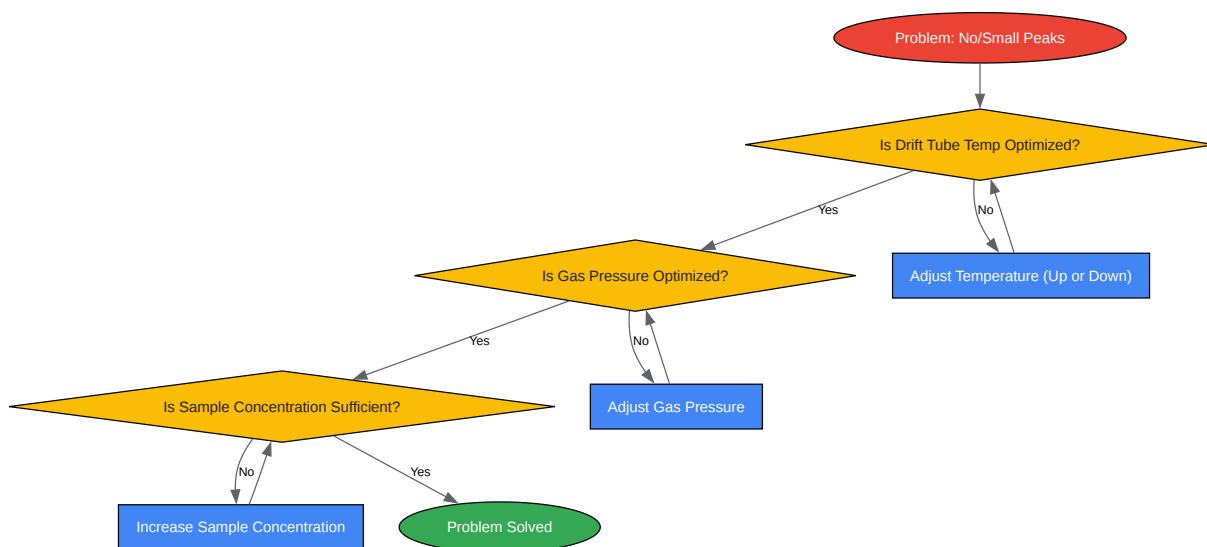 Problem: No/Small Peaks
Is Drift Tube Temp Optimized?
Yes
No
Is Gas Pressure Optimized?
Adjust Temperature (Up or Down)
Yes
No
Is Sample Concentration Sufficient?
Adjust Gas Pressure
No
Yes
Increase Sample Concentration
Problem Solved